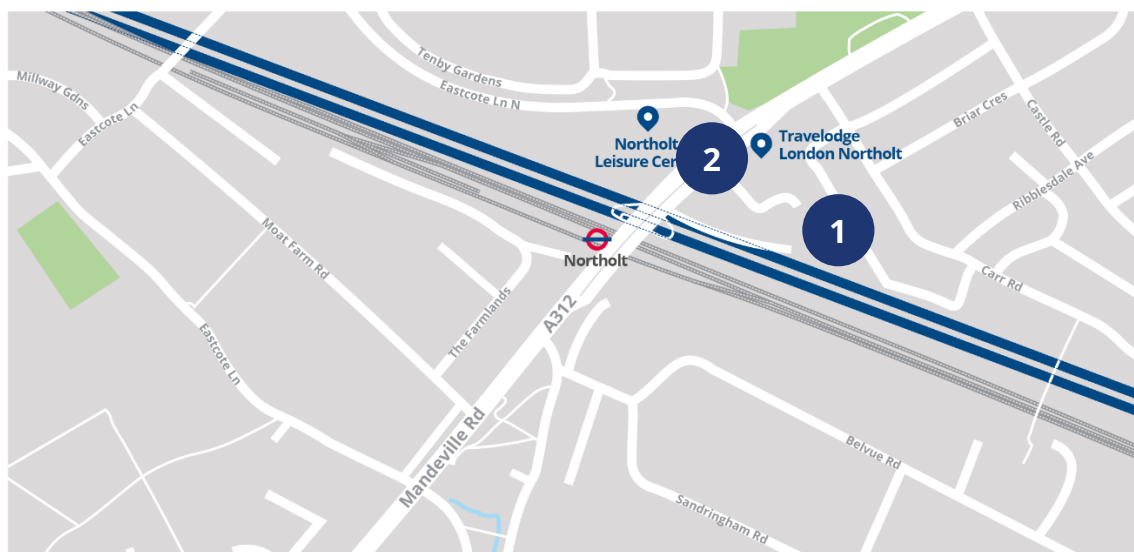 Tenby Gardens
Eastcote Ln N
Millway Gdns
Eastcote Ln
Briar Cres
Castle Rd
Northolt
Leisure Cer
2
Travelodge
London Northolt
Ribblesdale Ave
1
Moat Farm Rd
Northolt
Carr Rd
The Farmlands
A312
Eastcote Ln
Mandeville Rd
Belvue Rd
Sandringham Rd